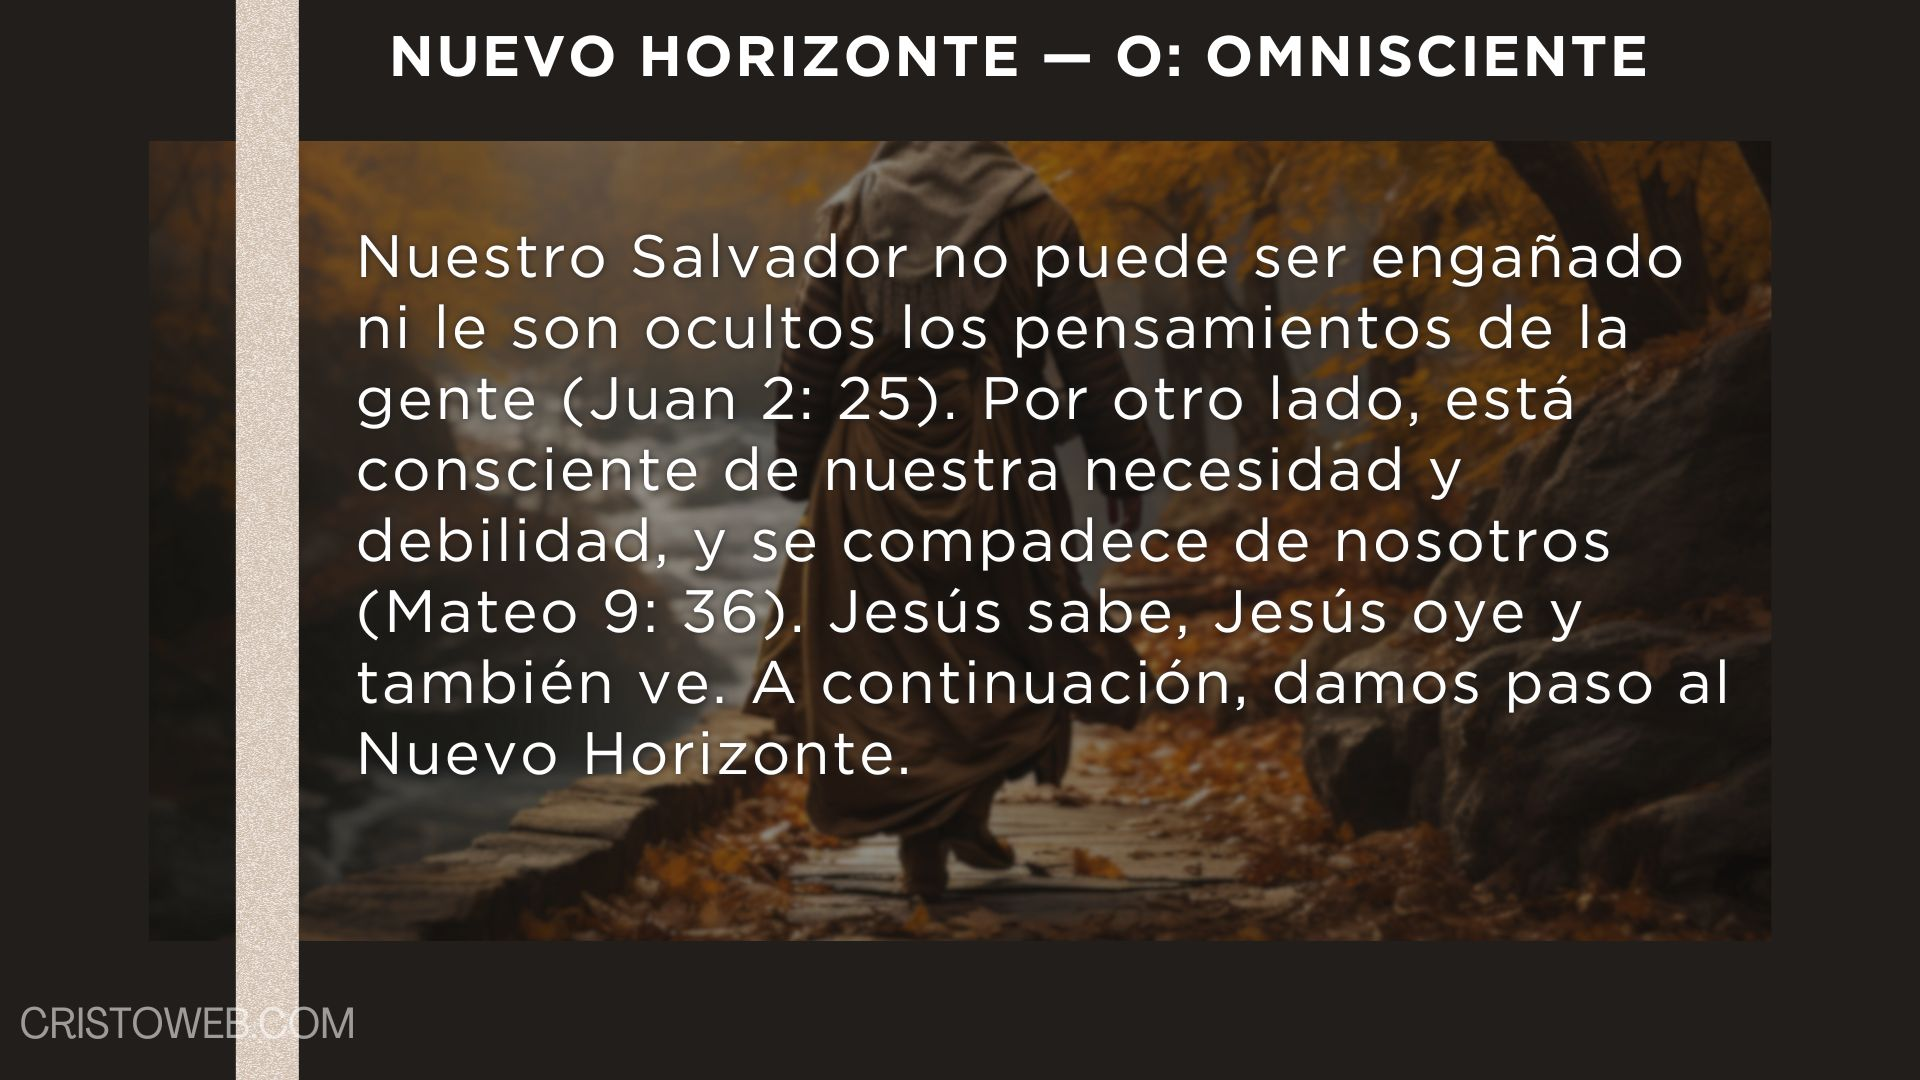 NUEVO HORIZONTE — O: OMNISCIENTE
Nuestro Salvador no puede ser engañado
ni le son ocultos los pensamientos de la
gente (Juan 2: 25). Por otro lado, está
consciente de nuestra necesidad y
debilidad, y se compadece de nosotros
(Mateo 9: 36). Jesús sabe, Jesús oye y
también ve. A continuación, damos paso al
Nuevo Horizonte.
CRISTOWEB.COM